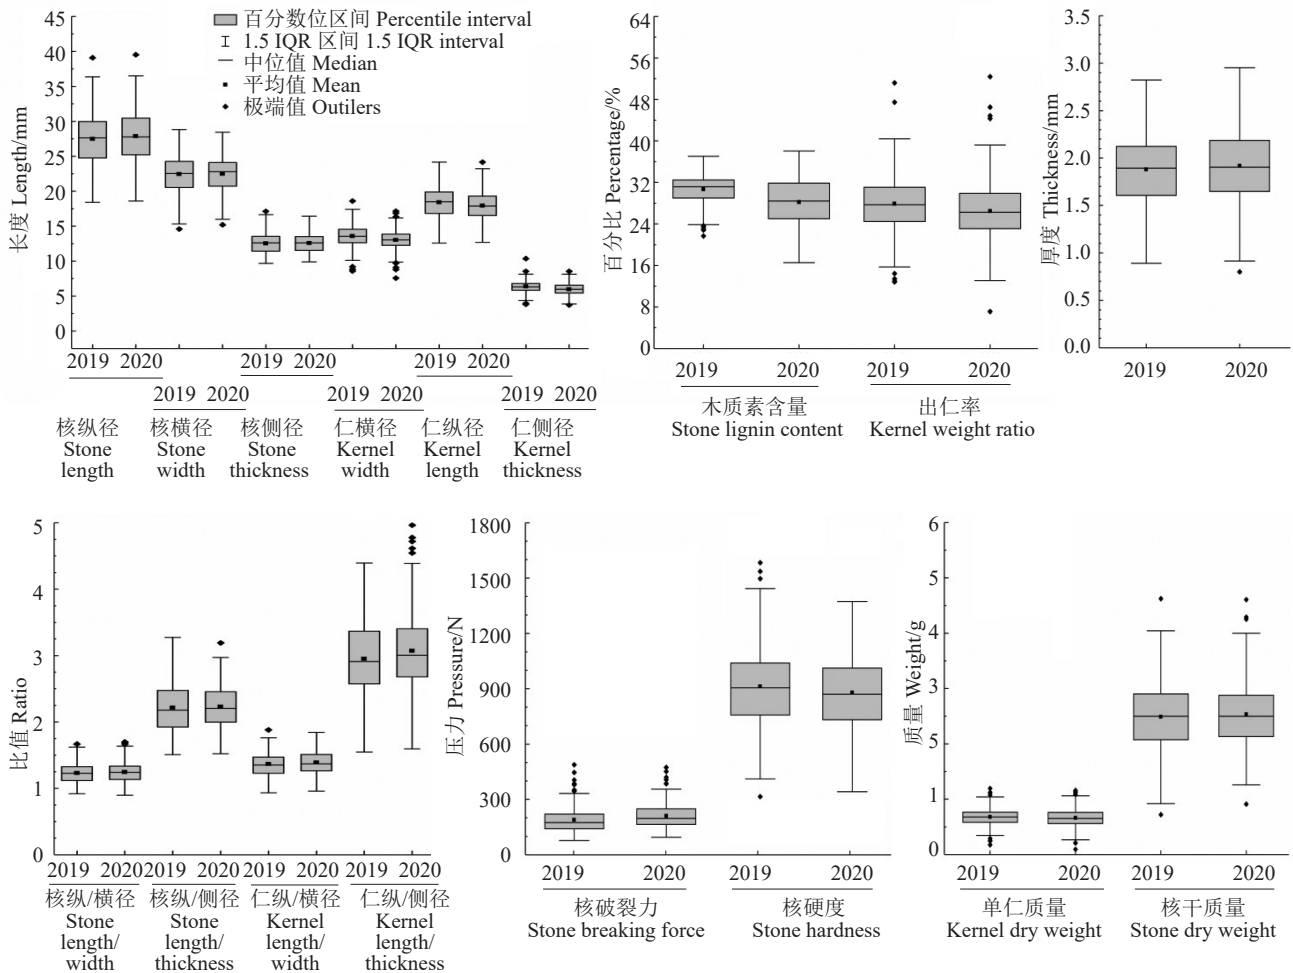 百分数位区间 Percentile interval
1.5 IQR 区间 1.5 IQR interval
中位值 Median
平均值 Mean
极端值 Outilers
长度 Length/mm
45
40
35
30
25
20
15
10
5
0
2019 2020 2019 2020 2019 2020
2019 2020 2019 2020 2019 2020
核纵径 核横径 核侧径 仁横径 仁纵径 仁侧径
Stone Stone Stone Kernel Kernel Kernel
length width thickness width length thickness
百分比 Percentage/%
64
56
48
40
32
24
16
8
0
2019 2020 2019 2020
木质素含量 出仁率
Stone lignin content Kernel weight ratio
厚度 Thickness/mm
3.5
3.0
2.5
2.0
1.5
1.0
0.5
0.0
2019 2020
比值 Ratio
5
4
3
2
1
0
2019 2020 2019 2020 2019 2020 2019 2020
核纵/横径 核纵/侧径 仁纵/横径 仁纵/侧径
Stone Stone Kernel Kernel
length/ length/ length/ length/
width thickness width thickness
压力 Pressure/N
1800
1500
1200
900
600
300
0
2019 2020 2019 2020
核破裂力 核硬度
Stone breaking force Stone hardness
质量 Weight/g
6
5
4
3
5
1
0
2019 2020 2019 2020
单仁质量 核干质量
Kernel dry weight Stone dry weight